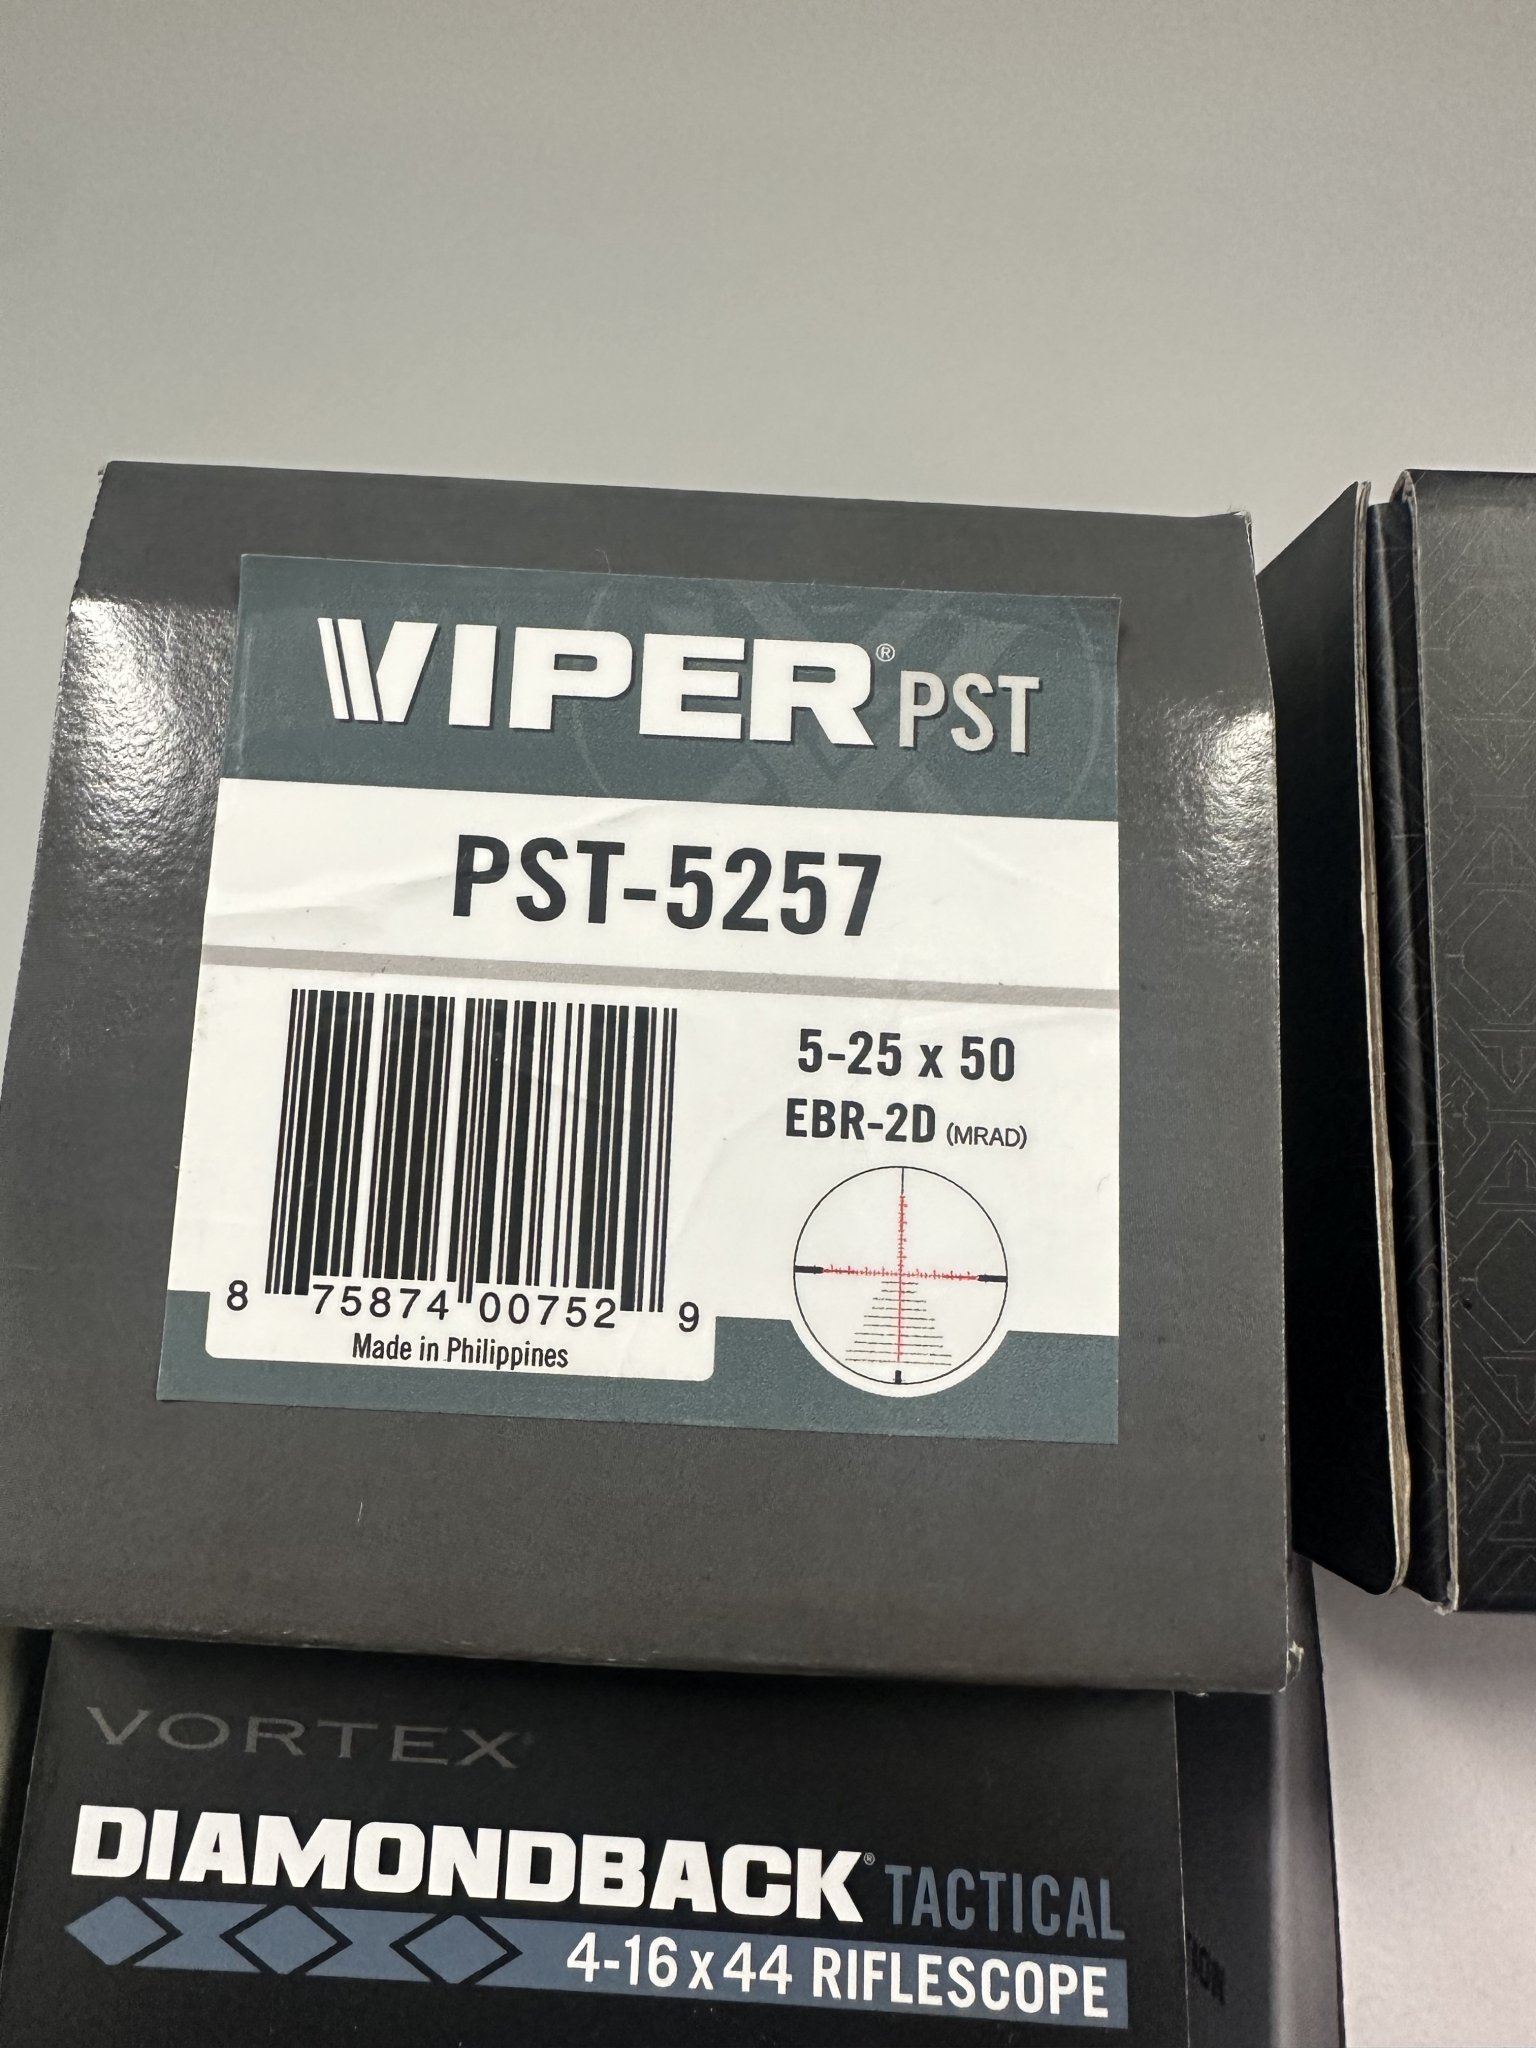 VIPER® PST
PST-5257
5-25 x 50
EBR-2D (MRAD)
8 75874 00752 9
Made in Philippines
VORTEX®
DIAMONDBACK® TACTICAL
4-16 x 44 RIFLESCOPE